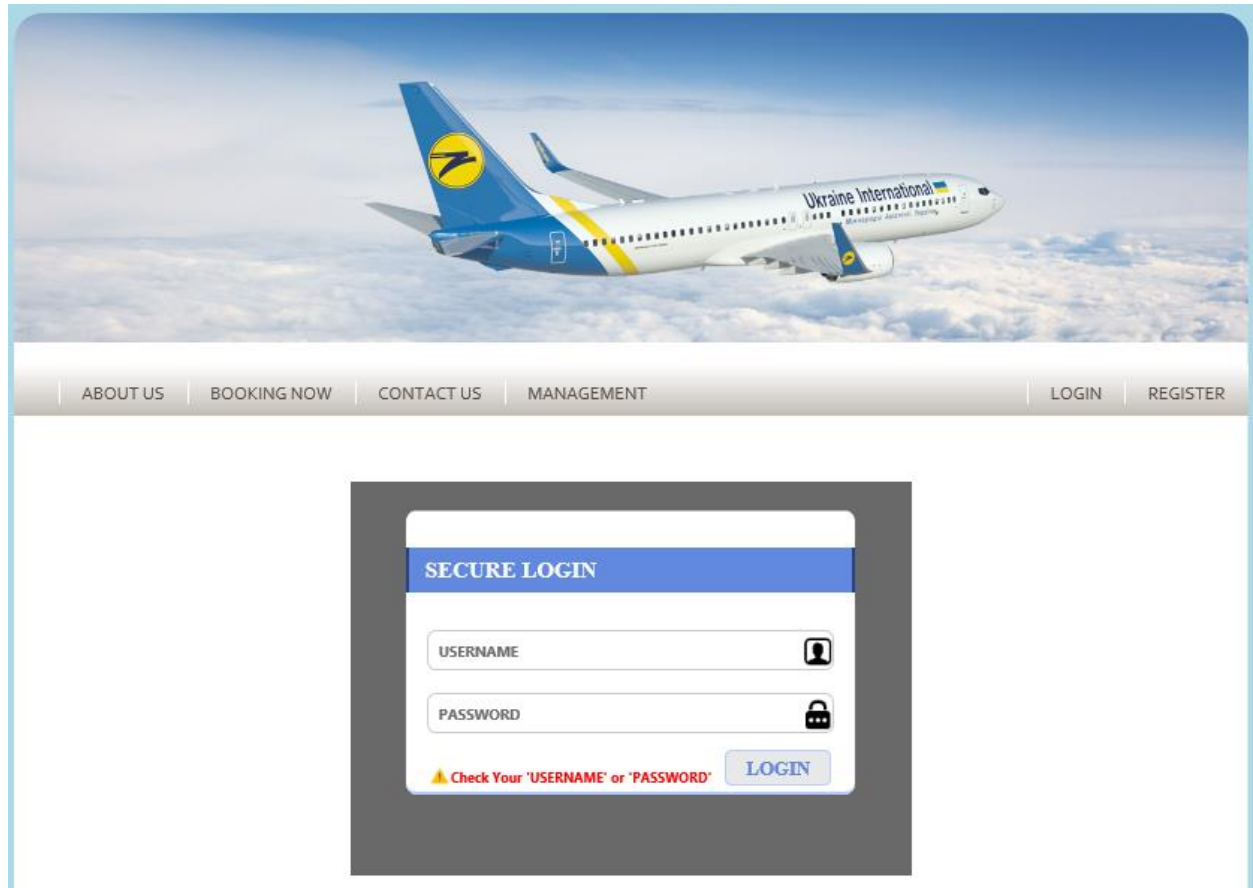 Ukraine International
ABOUT US BOOKING NOW CONTACT US MANAGEMENT LOGIN REGISTER
SECURE LOGIN
USERNAME
PASSWORD
Check Your 'USERNAME' or 'PASSWORD'
LOGIN